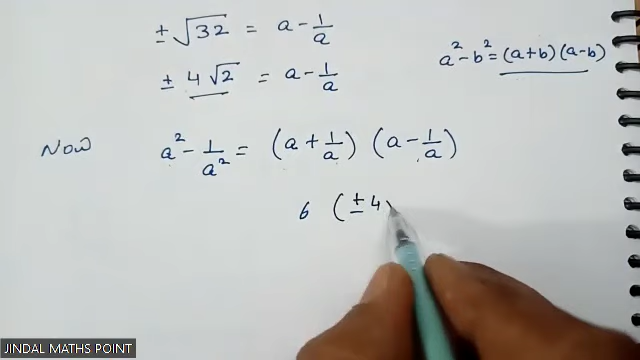 ± √32 = a - 1/a
± 4√2 = a - 1/a
a² - b² = (a+b)(a-b)
Now a² - 1/a² = (a + 1/a) (a - 1/a)
6 (± 4
JINDAL MATHS POINT